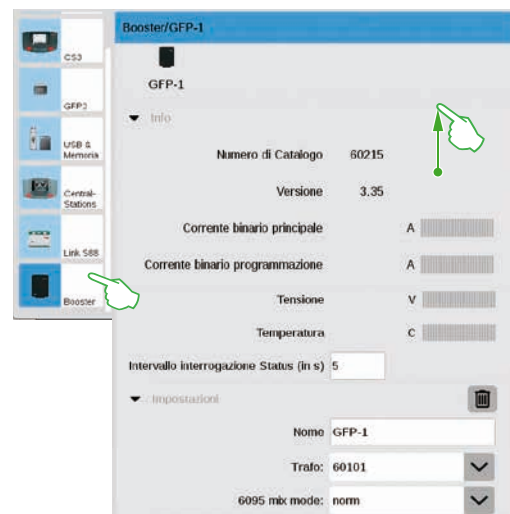 CS3
GFP3
USB &
Memoria
Central-
Stations
Link S88
Booster
Booster/GFP-1
GFP-1
Info
Numero di Catalogo 60215
Versione 3.35
Corrente binario principale A
Corrente binario programmazione A
Tensione V
Temperatura C
Intervallo interrogazione Status (in s) 5
Impostazioni
Nome GFP-1
Trafo: 60101
6095 mix mode: norm